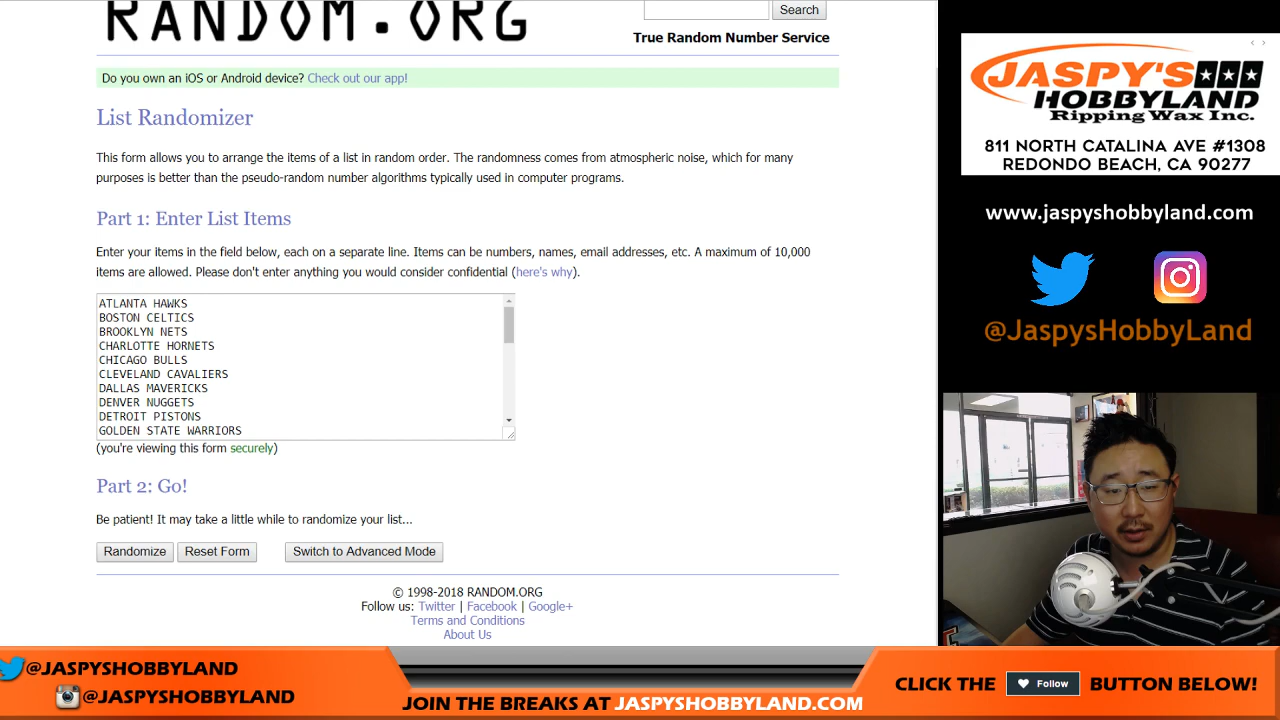 RANDOM.ORG
Search
True Random Number Service
Do you own an iOS or Android device? Check out our app!
List Randomizer
This form allows you to arrange the items of a list in random order. The randomness comes from atmospheric noise, which for many
purposes is better than the pseudo-random number algorithms typically used in computer programs.
Part 1: Enter List Items
Enter your items in the field below, each on a separate line. Items can be numbers, names, email addresses, etc. A maximum of 10,000
items are allowed. Please don't enter anything you would consider confidential (here's why).
ATLANTA HAWKS
BOSTON CELTICS
BROOKLYN NETS
CHARLOTTE HORNETS
CHICAGO BULLS
CLEVELAND CAVALIERS
DALLAS MAVERICKS
DENVER NUGGETS
DETROIT PISTONS
GOLDEN STATE WARRIORS
(you're viewing this form securely)
Part 2: Go!
Be patient! It may take a little while to randomize your list...
Randomize Reset Form Switch to Advanced Mode
© 1998-2018 RANDOM.ORG
Follow us: Twitter | Facebook | Google+
Terms and Conditions
About Us
JASPY'S
HOBBYLAND
Ripping Wax Inc.
811 NORTH CATALINA AVE #1308
REDONDO BEACH, CA 90277
www.jaspyshobbyland.com
@JaspysHobbyLand
@JASPYSHOBBYLAND
@JASPYSHOBBYLAND
JOIN THE BREAKS AT JASPYSHOBBYLAND.COM
CLICK THE Follow BUTTON BELOW!